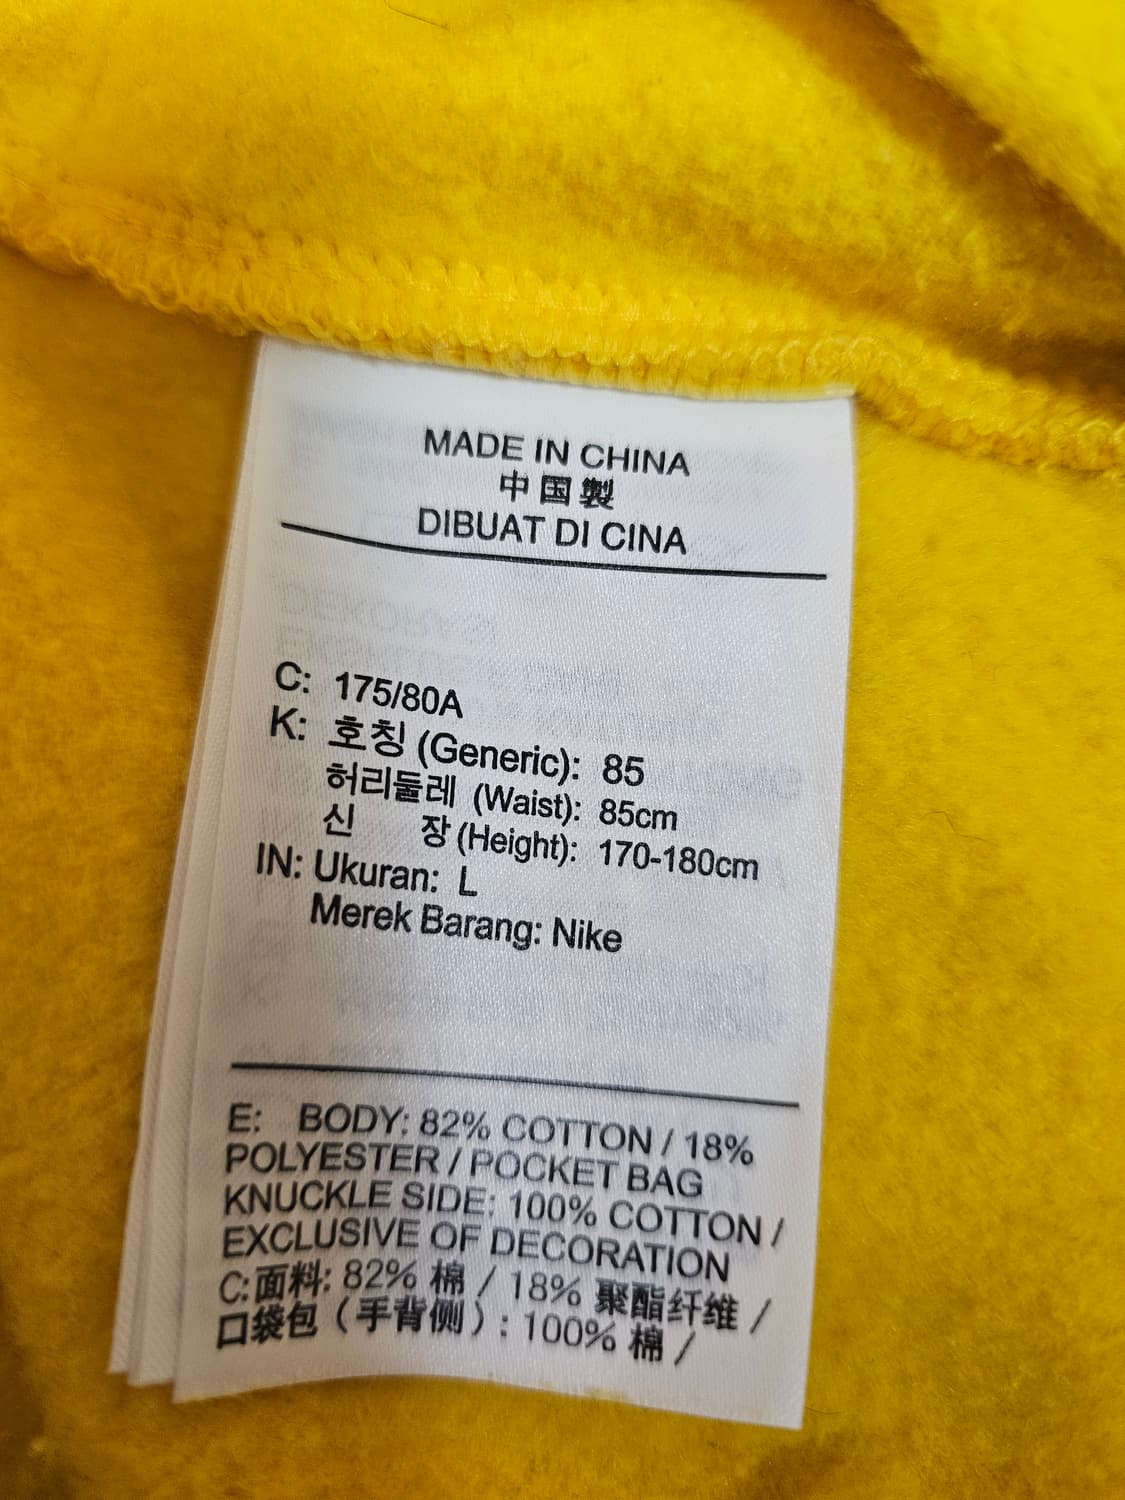 MADE IN CHINA
中国製
DIBUAT DI CINA
C: 175/80A
K: 호칭 (Generic): 85
허리둘레 (Waist): 85cm
신 장 (Height): 170-180cm
IN: Ukuran: L
Merek Barang: Nike
E: BODY: 82% COTTON / 18%
POLYESTER / POCKET BAG
KNUCKLE SIDE: 100% COTTON /
EXCLUSIVE OF DECORATION
C:面料: 82% 棉 / 18% 聚酯纤维 /
口袋包（手背侧）: 100% 棉 /